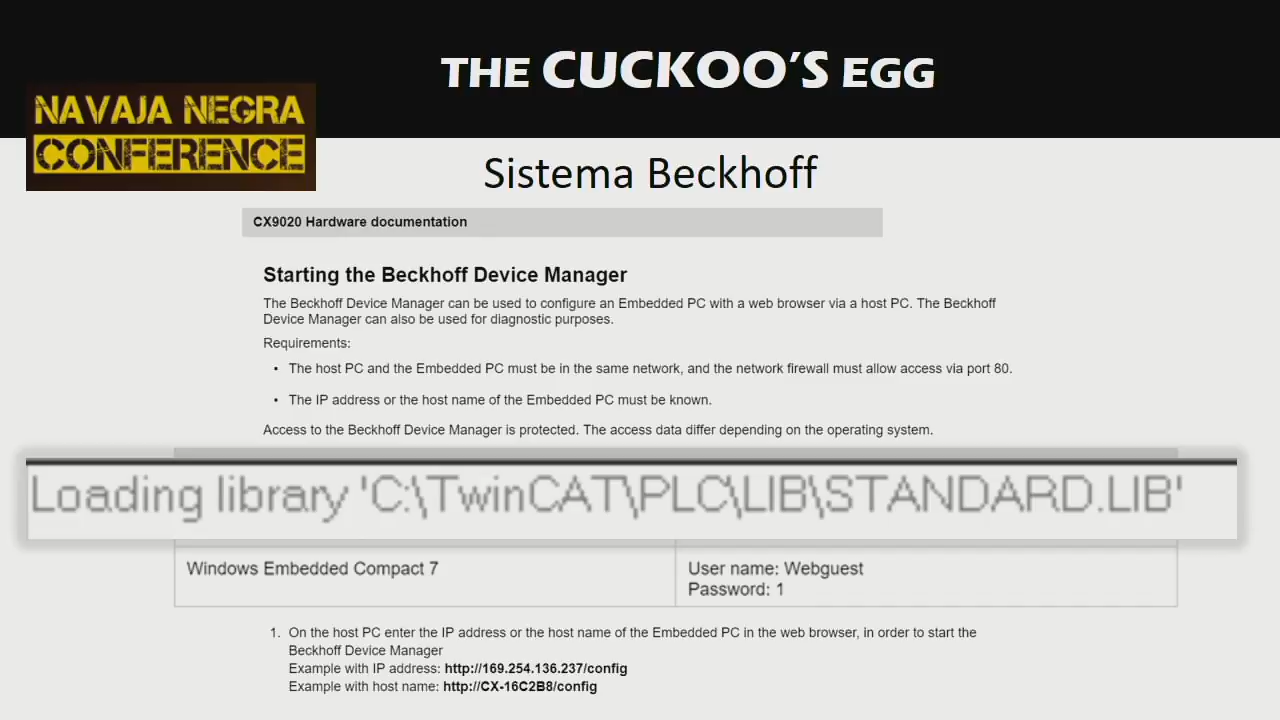 THE CUCKOO'S EGG
NAVAJA NEGRA
CONFERENCE
Sistema Beckhoff
CX9020 Hardware documentation
Starting the Beckhoff Device Manager
The Beckhoff Device Manager can be used to configure an Embedded PC with a web browser via a host PC. The Beckhoff
Device Manager can also be used for diagnostic purposes.
Requirements:
• The host PC and the Embedded PC must be in the same network, and the network firewall must allow access via port 80.
• The IP address or the host name of the Embedded PC must be known.
Access to the Beckhoff Device Manager is protected. The access data differ depending on the operating system.
Loading library 'C:\TwinCAT\PLC\LIB\STANDARD.LIB'
Windows Embedded Compact 7
User name: Webguest
Password: 1
1. On the host PC enter the IP address or the host name of the Embedded PC in the web browser, in order to start the
Beckhoff Device Manager
Example with IP address: http://169.254.136.237/config
Example with host name: http://CX-16C2B8/config